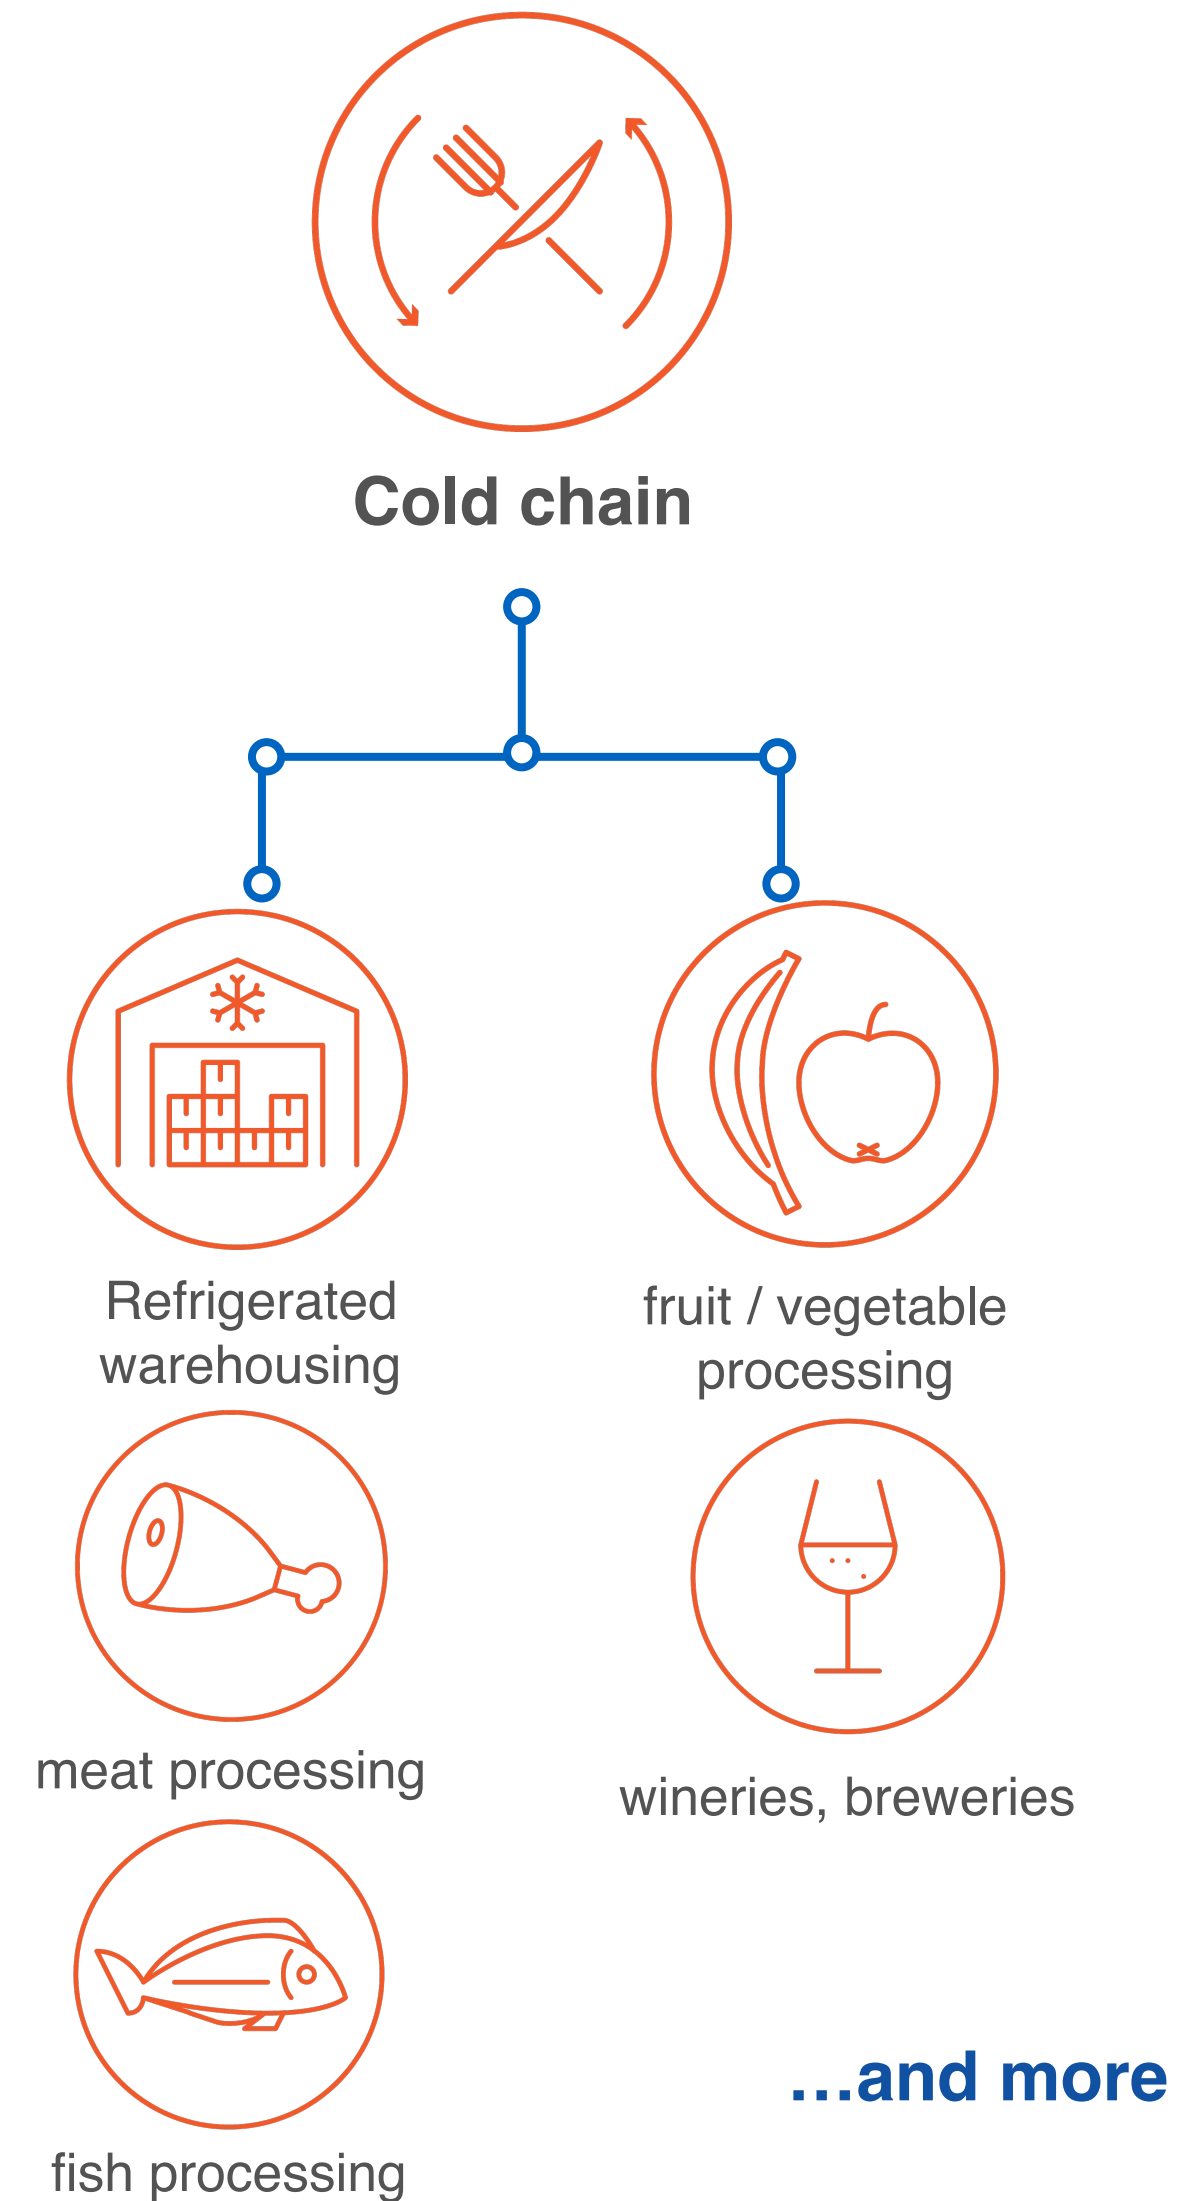 Cold chain
Refrigerated
warehousing
fruit / vegetable
processing
meat processing
wineries, breweries
fish processing
...and more